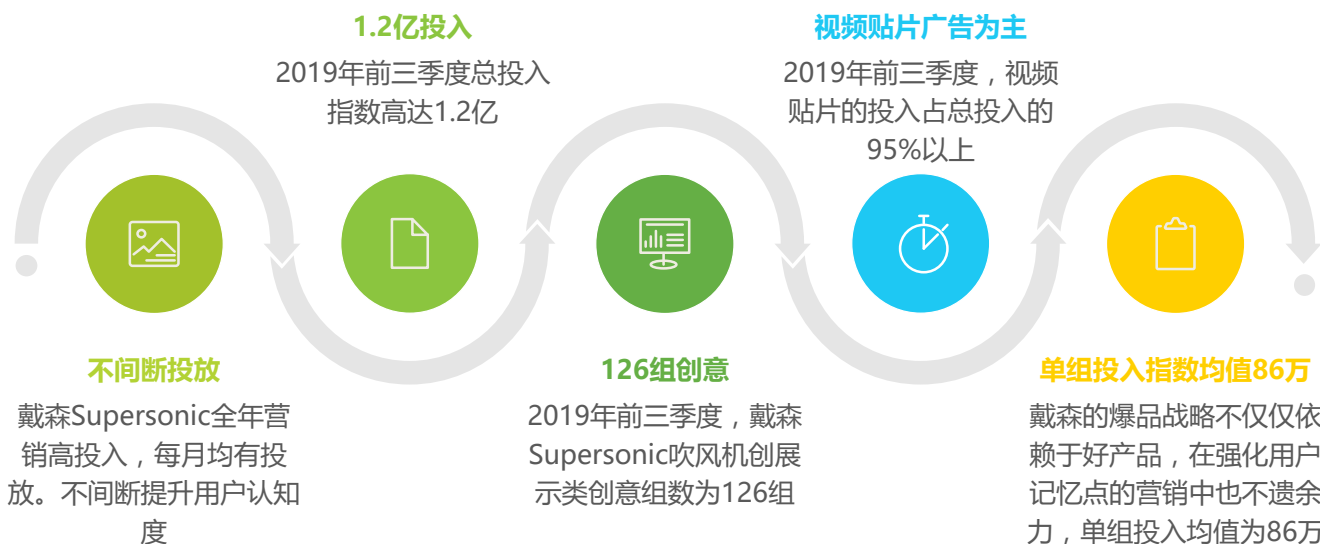 1.2亿投入
2019年前三季度总投入
指数高达1.2亿
视频贴片广告为主
2019年前三季度，视频
贴片的投入占总投入的
95%以上
不间断投放
戴森Supersonic全年营
销高投入，每月均有投
放。不间断提升用户认知
度
126组创意
2019年前三季度，戴森
Supersonic吹风机创展
示类创意组数为126组
单组投入指数均值86万
戴森的爆品战略不仅仅依
赖于好产品，在强化用户
记忆点的营销中也不遗余
力，单组投入均值为86万